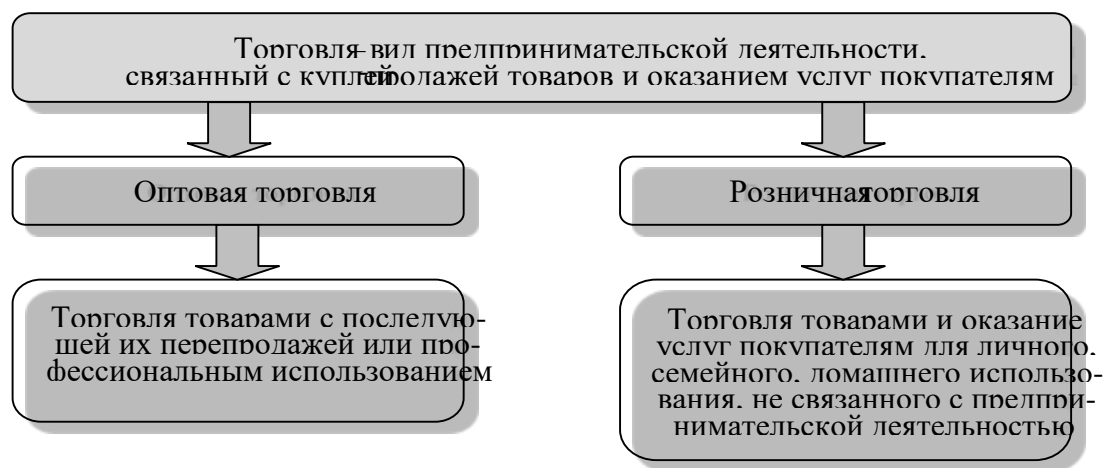 Торговля – вид предпринимательской деятельности,
связанный с куплей-продажей товаров и оказанием услуг покупателям
Оптовая торговля
Розничная торговля
Торговля товарами с последую-
щей их перепродажей или про-
фессиональным использованием
Торговля товарами и оказание
услуг покупателям для личного,
семейного, домашнего использо-
вания, не связанного с предпри-
нимательской деятельностью